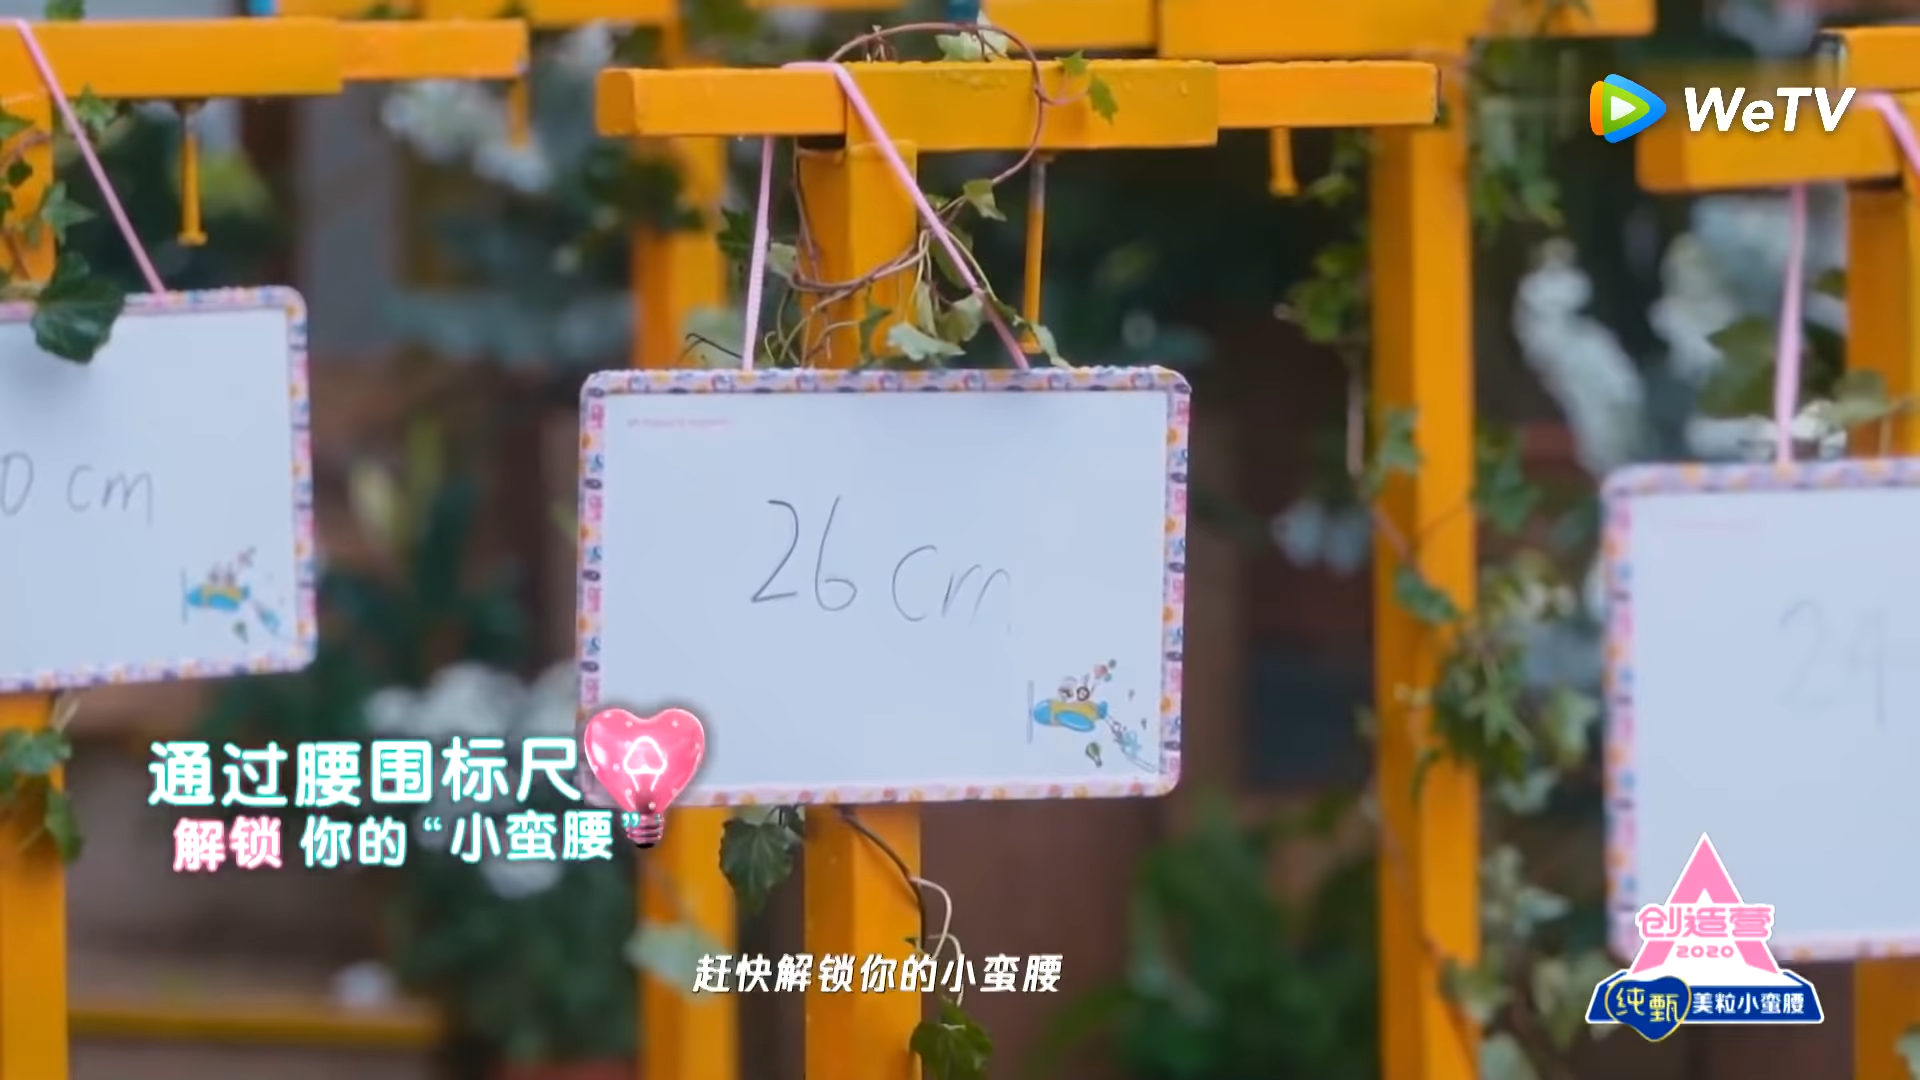 WeTV
0 cm
26 cm
24
通过腰围标尺
解锁 你的“小蛮腰”
赶快解锁你的小蛮腰
创造营
2020
纯甄 美粒小蛮腰